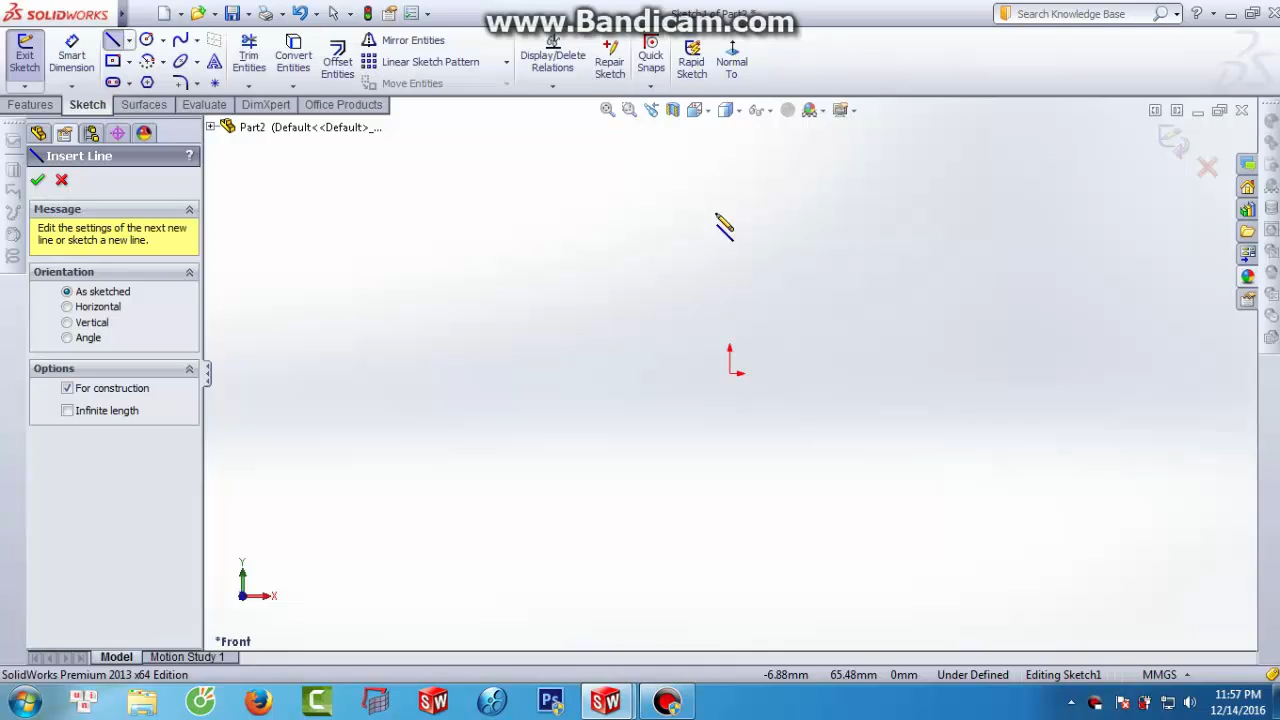 SOLIDWORKS
www.Bandicam.com
Search Knowledge Base
Exit Sketch
Smart Dimension
Trim Entities
Convert Entities
Offset Entities
Mirror Entities
Linear Sketch Pattern
Move Entities
Display/Delete Relations
Repair Sketch
Quick Snaps
Rapid Sketch
Normal To
Features
Sketch
Surfaces
Evaluate
DimXpert
Office Products
Part2 (Default<<Default>_...
Insert Line
?
Message
Edit the settings of the next new
line or sketch a new line.
Orientation
As sketched
Horizontal
Vertical
Angle
Options
For construction
Infinite length
Y
X
*Front
Model
Motion Study 1
SolidWorks Premium 2013 x64 Edition
-6.88mm
65.48mm
0mm
Under Defined
Editing Sketch1
MMGS
11:57 PM
12/14/2016